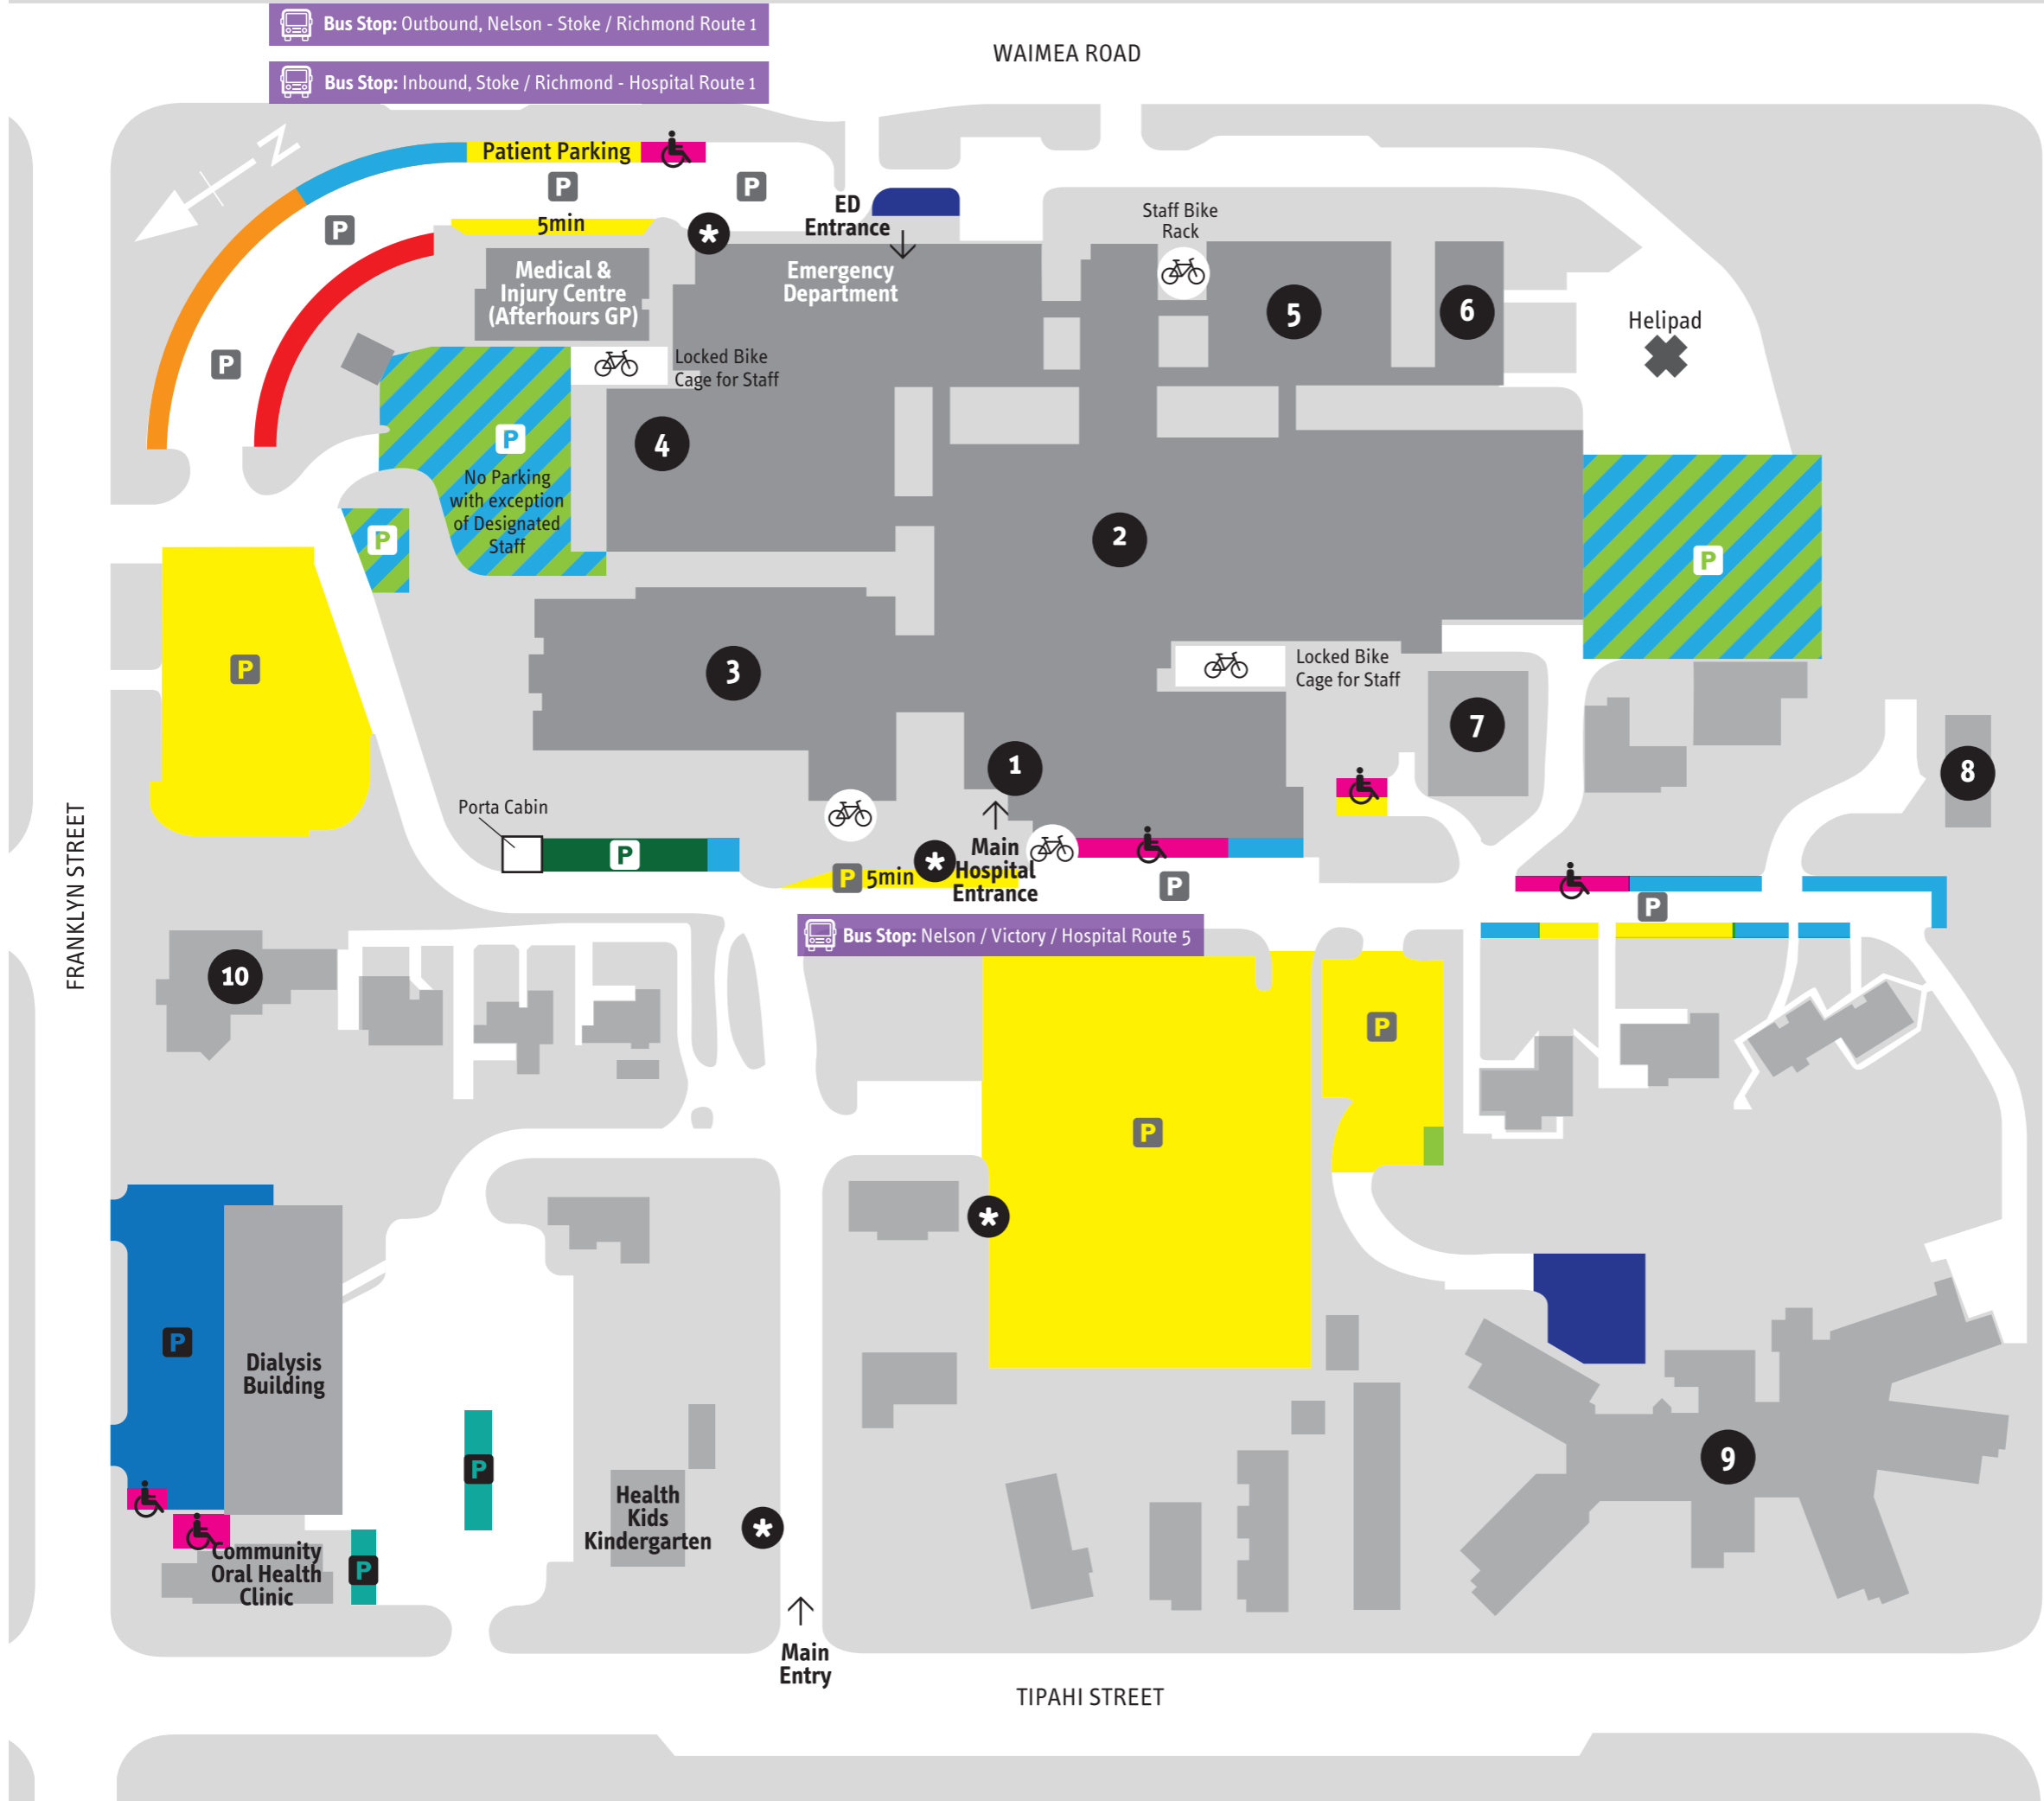 Bus Stop: Outbound, Nelson - Stoke / Richmond Route 1
Bus Stop: Inbound, Stoke / Richmond - Hospital Route 1
WAIMEA ROAD
N
Patient Parking
P
P
5min
P
*
ED
Entrance
Staff Bike
Rack
Medical &
Injury Centre
(Afterhours GP)
Emergency
Department
5
6
Helipad
P
Locked Bike
Cage for Staff
4
P
No Parking
with exception
of Designated
Staff
P
2
P
P
3
Locked Bike
Cage for Staff
7
1
8
FRANKLYN STREET
Porta Cabin
P
P 5min
*
Main
Hospital
Entrance
P
P
Bus Stop: Nelson / Victory / Hospital Route 5
10
P
P
*
P
Dialysis
Building
P
9
Health
Kids
Kindergarten
*
Community
Oral Health
Clinic
P
Main
Entry
TIPAHI STREET